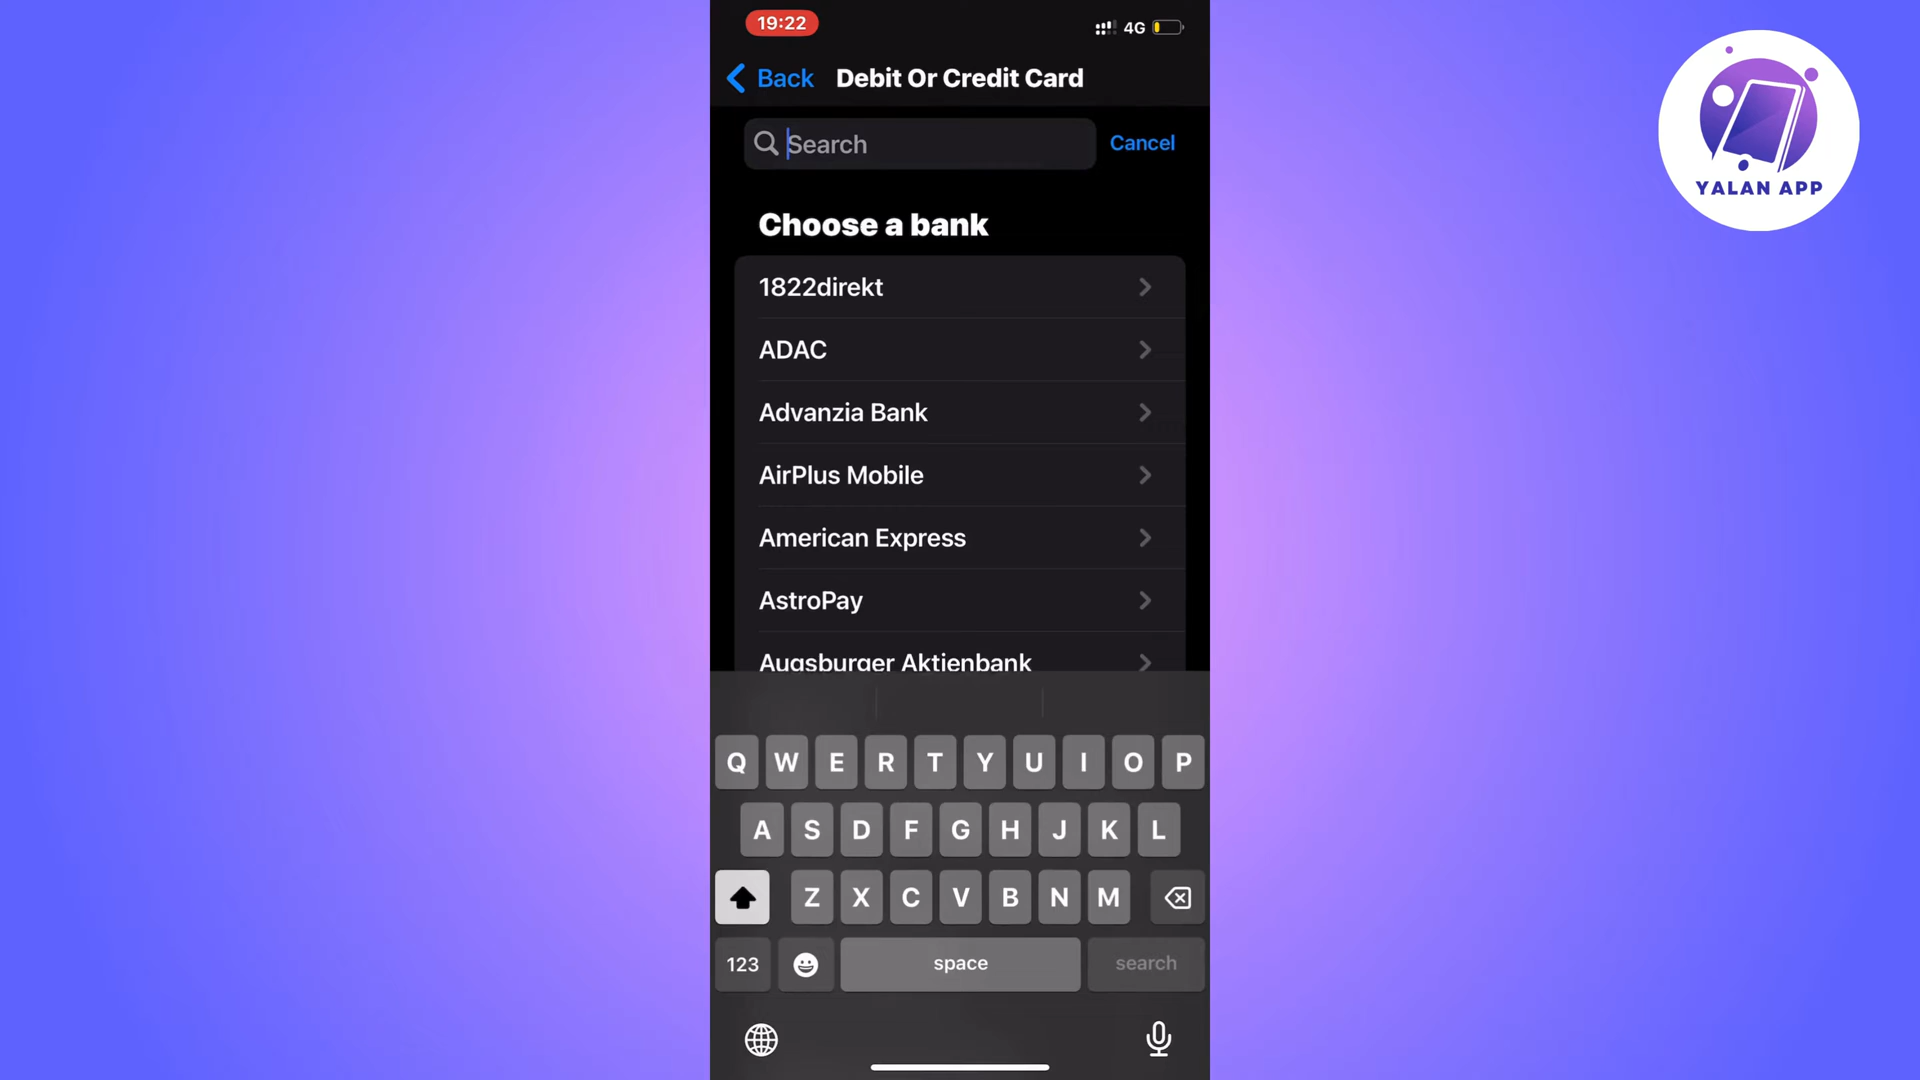 19:22
4G
Back
Debit Or Credit Card
Search
Cancel
Choose a bank
1822direkt
ADAC
Advanzia Bank
AirPlus Mobile
American Express
AstroPay
Augsburger Aktienbank
Q W E R T Y U I O P
A S D F G H J K L
Z X C V B N M
123
space
search
YALAN APP